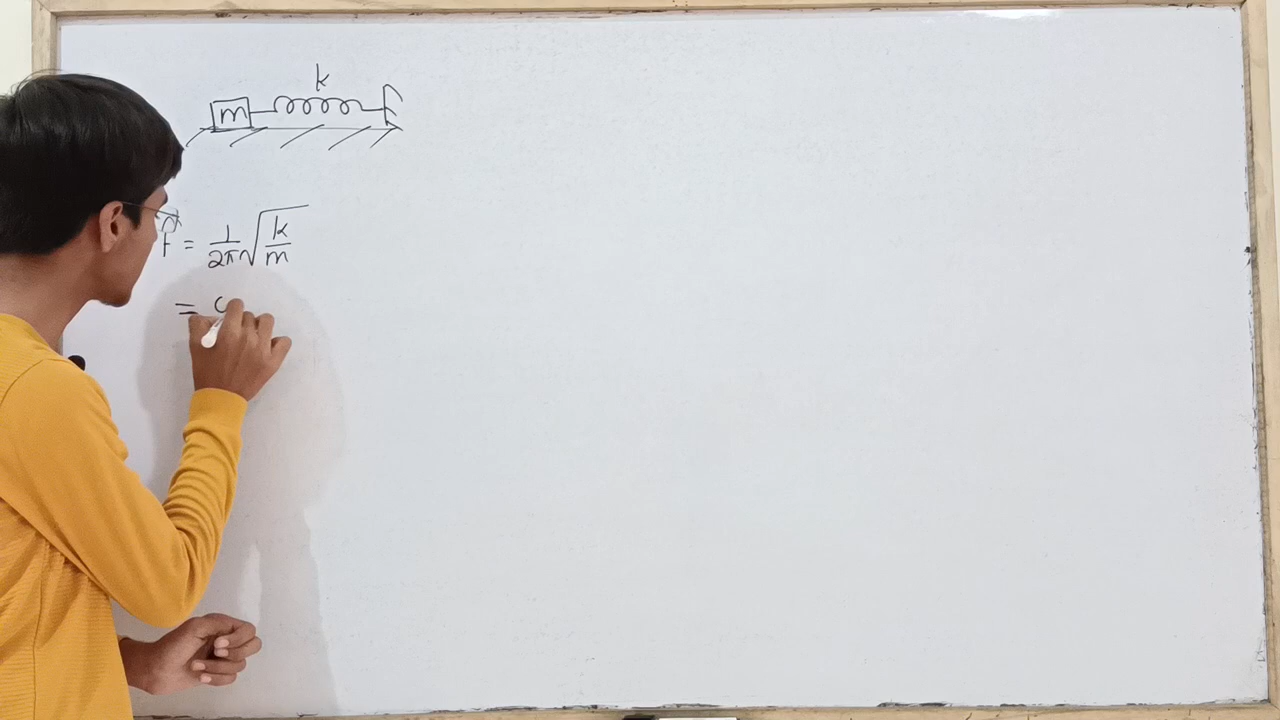 k
m
f = 1/2π √k/m
=